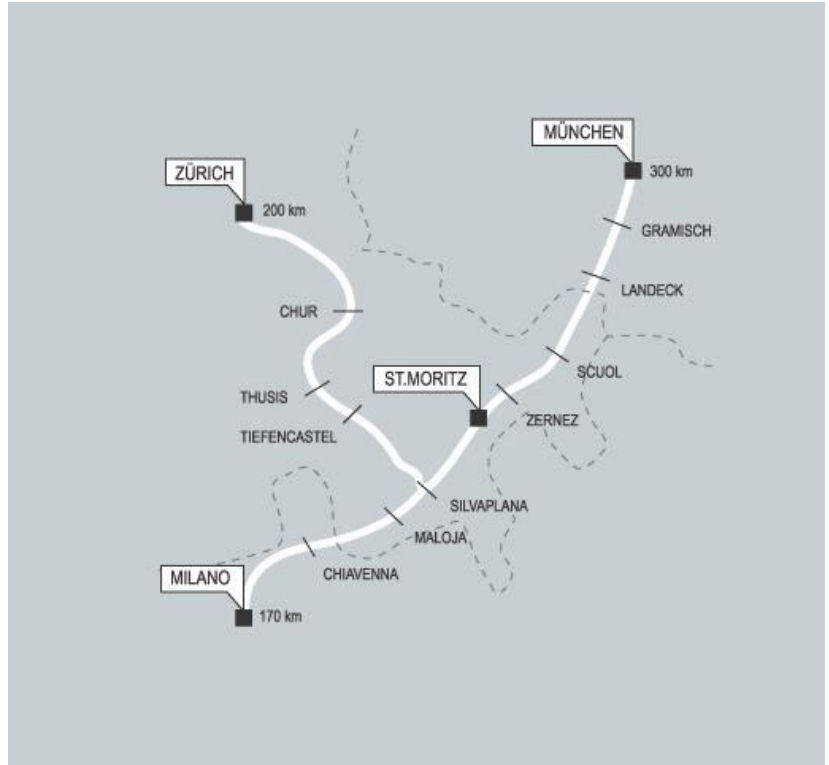 MÜNCHEN
300 km
ZÜRICH
200 km
GRAMISCH
LANDECK
CHUR
SCUOL
ST.MORITZ
THUSIS
ZERNEZ
TIEFENCASTEL
SILVAPLANA
MALOJA
CHIAVENNA
MILANO
170 km